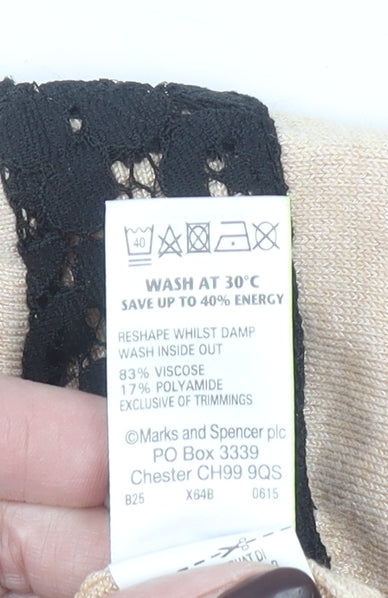 40
WASH AT 30°C
SAVE UP TO 40% ENERGY
RESHAPE WHILST DAMP
WASH INSIDE OUT
83% VISCOSE
17% POLYAMIDE
EXCLUSIVE OF TRIMMINGS
©Marks and Spencer plc
PO Box 3339
Chester CH99 9QS
B25 X64B 0615